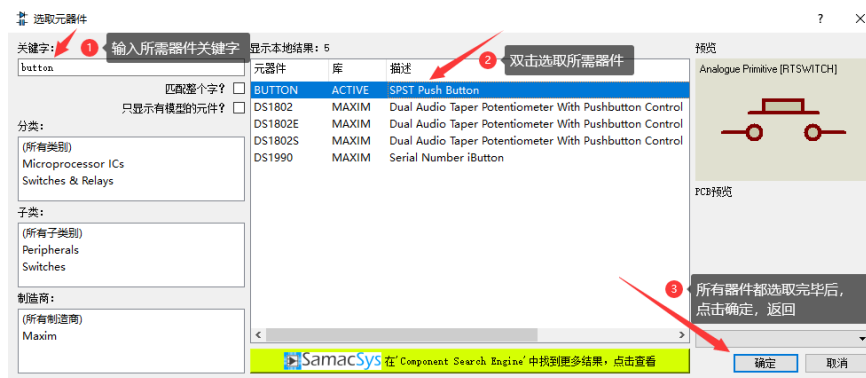 选取元器件
?
关键字:
button
1 输入所需器件关键字
匹配整个字?
只显示有模型的元件?
分类:
(所有类别)
Microprocessor ICs
Switches & Relays
子类:
(所有子类别)
Peripherals
Switches
制造商:
(所有制造商)
Maxim
显示本地结果: 5
2 双击选取所需器件
元器件 库 描述
BUTTON ACTIVE SPST Push Button
DS1802 MAXIM Dual Audio Taper Potentiometer With Pushbutton Control
DS1802E MAXIM Dual Audio Taper Potentiometer With Pushbutton Control
DS1802S MAXIM Dual Audio Taper Potentiometer With Pushbutton Control
DS1990 MAXIM Serial Number iButton
SamacSys 在'Component Search Engine'中找到更多结果，点击查看
预览
Analogue Primitive [RTSWITCH]
PCB预览
3 所有器件都选取完毕后，
点击确定，返回
确定 取消